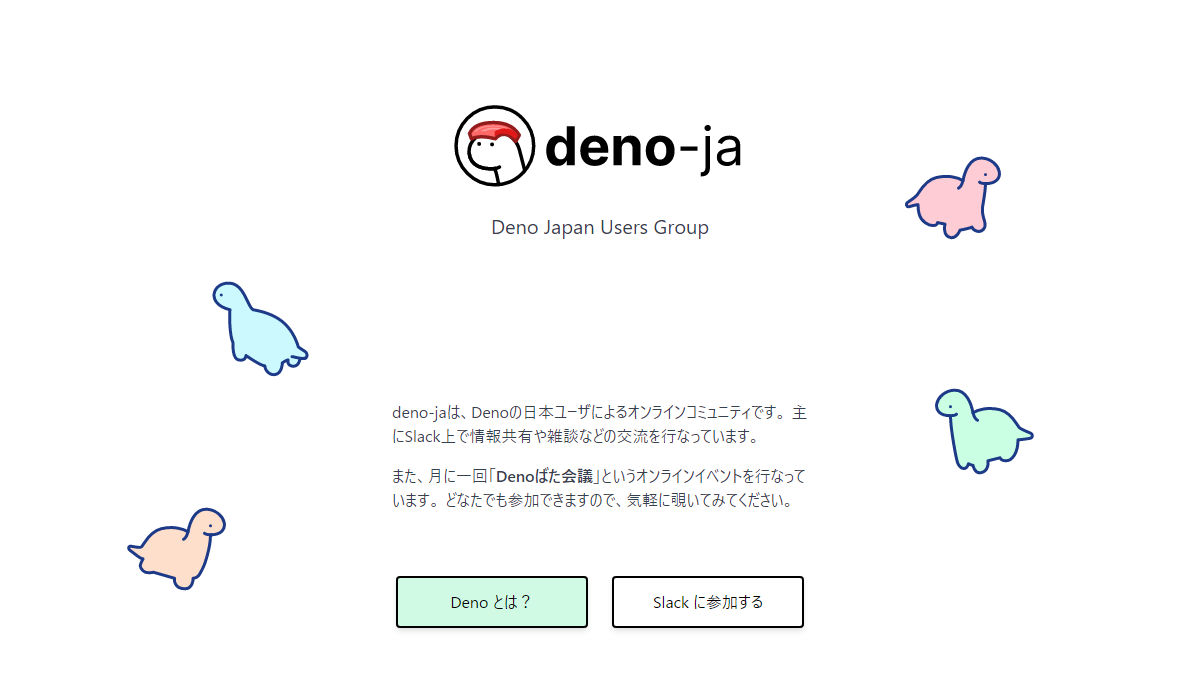 deno-ja
Deno Japan Users Group
deno-jaは、Denoの日本ユーザによるオンラインコミュニティです。主
にSlack上で情報共有や雑談などの交流を行なっています。
また、月に一回「Denoばた会議」というオンラインイベントを行なって
います。どなたでも参加できますので、気軽に覗いてみてください。
Deno とは？
Slack に参加する